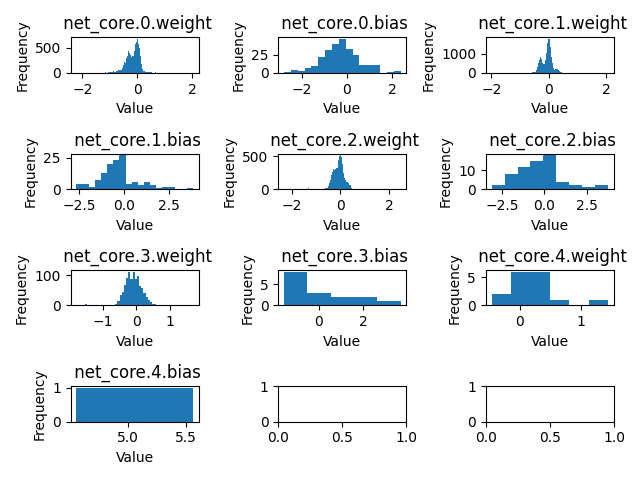 net_core.0.weight
Frequency
500
0
−2
0
2
Value
net_core.0.bias
Frequency
25
0
−2
0
2
Value
net_core.1.weight
Frequency
1000
0
−2
0
2
Value
net_core.1.bias
Frequency
25
0
−2.5
0.0
2.5
Value
net_core.2.weight
Frequency
500
0
−2
0
2
Value
net_core.2.bias
Frequency
10
0
−2.5
0.0
2.5
Value
net_core.3.weight
Frequency
100
0
−1
0
1
Value
net_core.3.bias
Frequency
5
0
0
2
Value
net_core.4.weight
Frequency
5
0
0
1
Value
net_core.4.bias
Frequency
1
0
5.0
5.5
Value
1
0
0.0
0.5
1.0
1
0
0.0
0.5
1.0